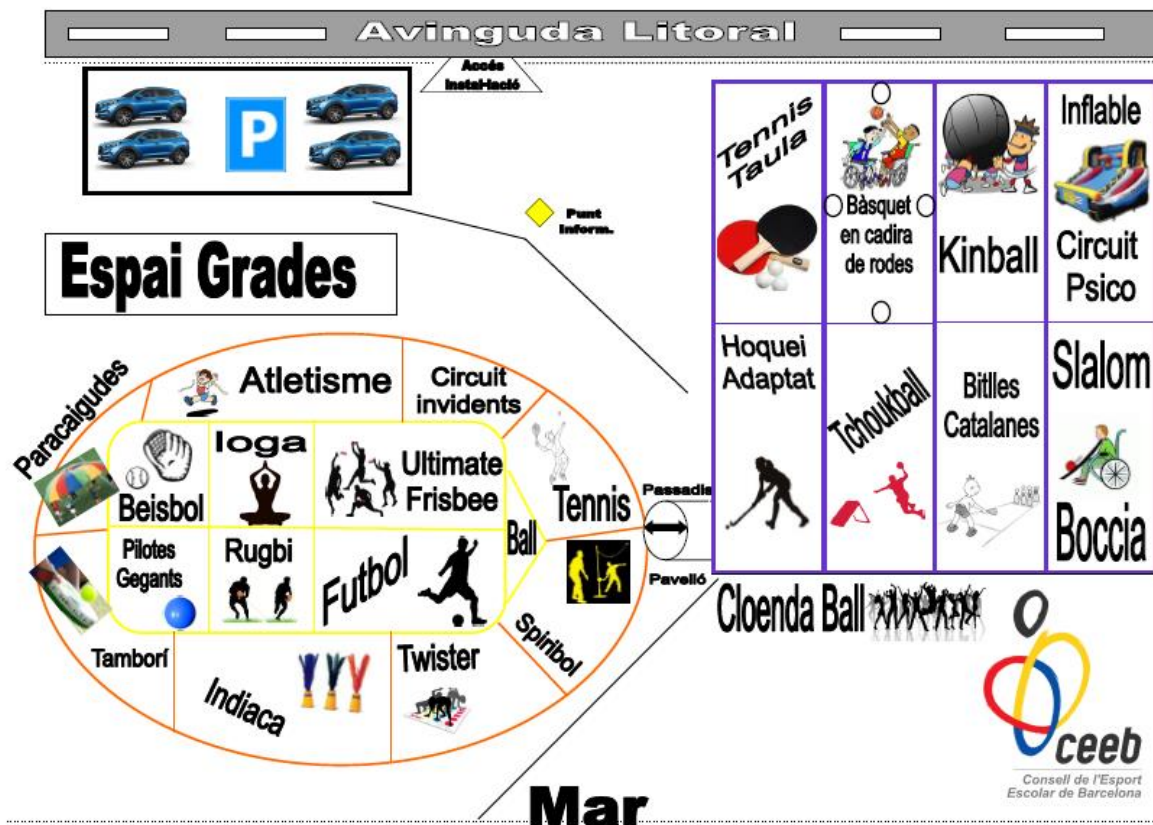 Avinguda Litoral
Accés
instal·lació
P
Punt
Inform.
Espai Grades
Tennis
Taula
Bàsquet
en cadira
de rodes
Kinball
Inflable
Circuit
Psico
Hoquei
Adaptat
Tchoukball
Bitlles
Catalanes
Slalom
Boccia
Paracaigudes
Atletisme
Circuit
invidents
Tennis
Beisbol
Ioga
Ultimate
Frisbee
Ball
Pilotes
Gegants
Rugbi
Futbol
Tamborí
Indiaca
Twister
Spiribol
Passadis
Pavelló
Cloenda Ball
ceeb
Consell de l'Esport
Escolar de Barcelona
Mar